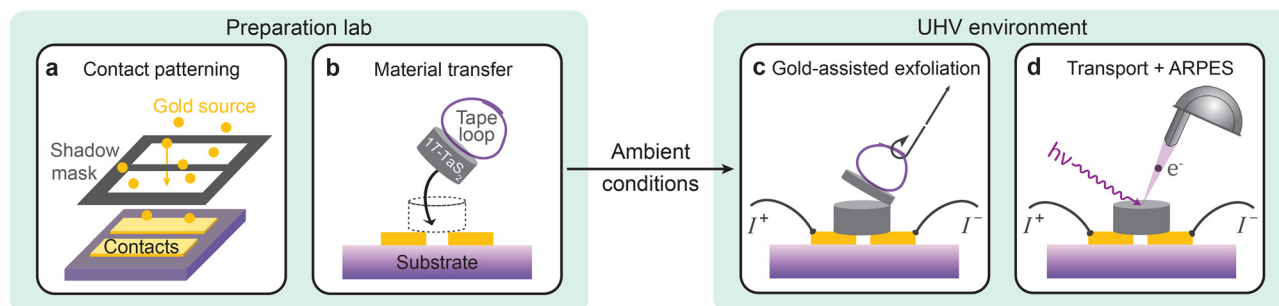 Preparation lab
a Contact patterning
Gold source
Shadow
mask
Contacts
b Material transfer
Tape
loop
1T-TaS₂
Substrate
Ambient
conditions
UHV environment
c Gold-assisted exfoliation
I⁺
I⁻
d Transport + ARPES
hν
e⁻
I⁺
I⁻